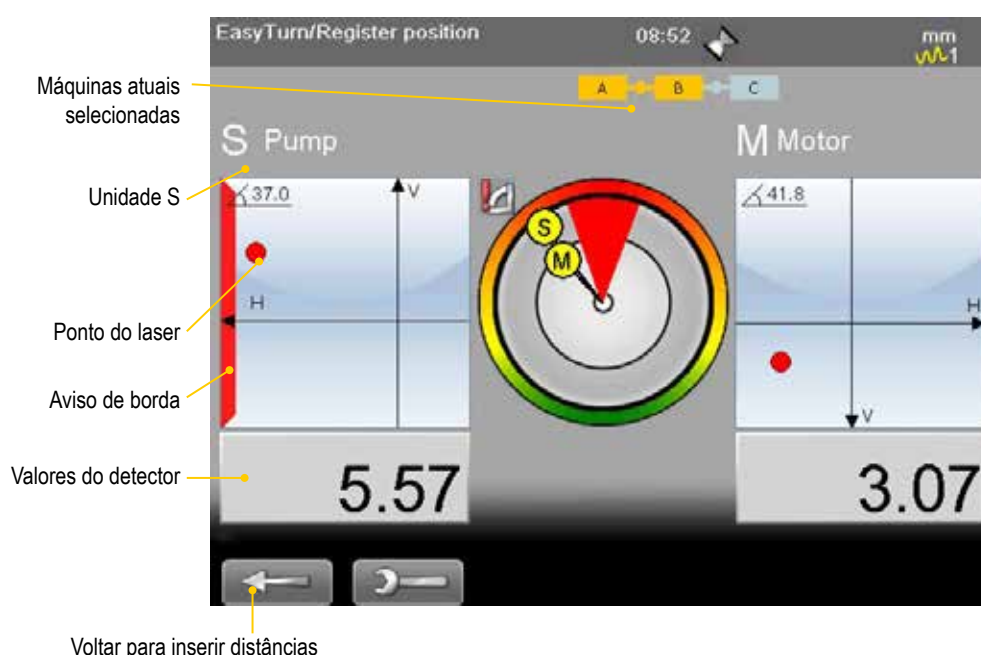 EasyTurn/Register position
08:52
mm
1
Máquinas atuais
selecionadas
A
B
C
S Pump
M Motor
Unidade S
37.0
V
41.8
S
M
H
H
Ponto do laser
Aviso de borda
V
Valores do detector
5.57
3.07
Voltar para inserir distâncias